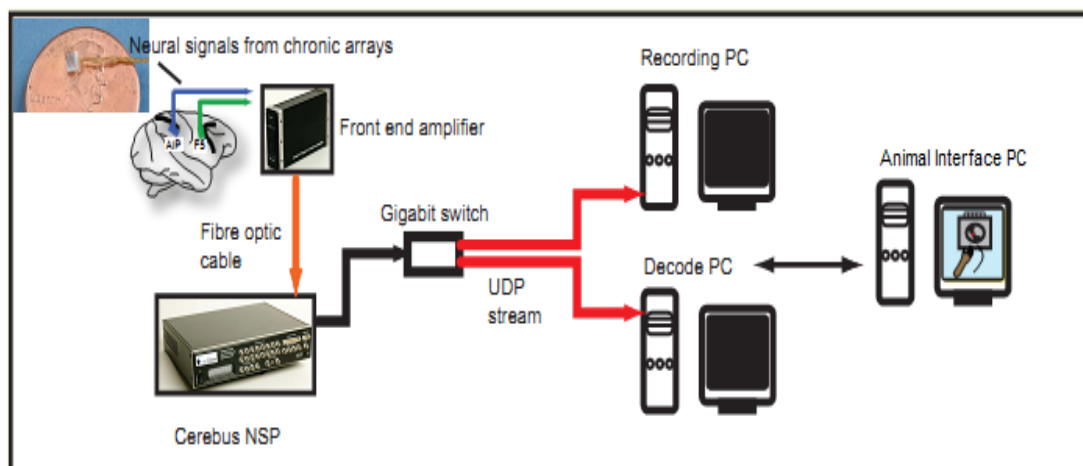 Neural signals from chronic arrays
AIP
F5
Front end amplifier
Fibre optic
cable
Cerebus NSP
Gigabit switch
UDP
stream
Recording PC
Decode PC
Animal Interface PC